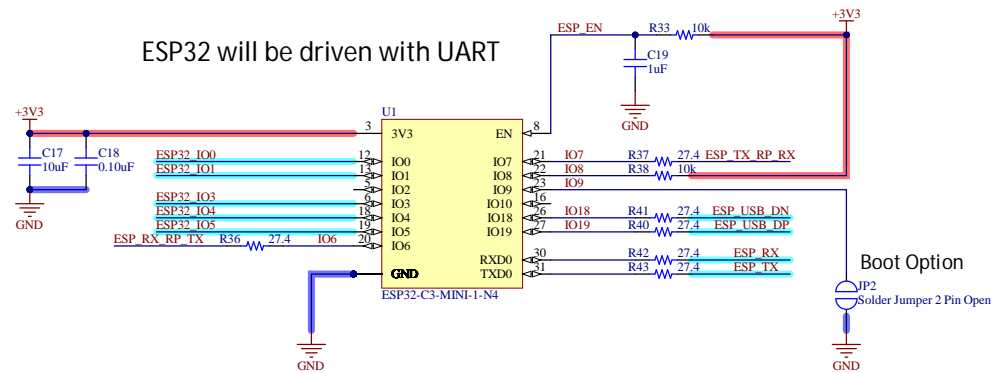 ESP32 will be driven with UART
ESP_EN
R33
10k
+3V3
C19
1uF
GND
+3V3
C17
10uF
C18
0.10uF
GND
U1
3 3V3 EN 8
ESP32_IO0 12 IO0 IO7 21 IO7 R37 27.4 ESP_TX_RP_RX
ESP32_IO1 13 IO1 IO8 22 IO8 R38 10k
5 IO2 IO9 23 IO9
ESP32_IO3 6 IO3 IO10 16
ESP32_IO4 18 IO4 IO18 26 IO18 R41 27.4 ESP_USB_DN
ESP32_IO5 19 IO5 IO19 27 IO19 R40 27.4 ESP_USB_DP
ESP_RX_RP_TX R36 27.4 IO6 20 IO6
RXD0 30 R42 27.4 ESP_RX
GND TXD0 31 R43 27.4 ESP_TX
ESP32-C3-MINI-1-N4
Boot Option
JP2
Solder Jumper 2 Pin Open
GND
GND